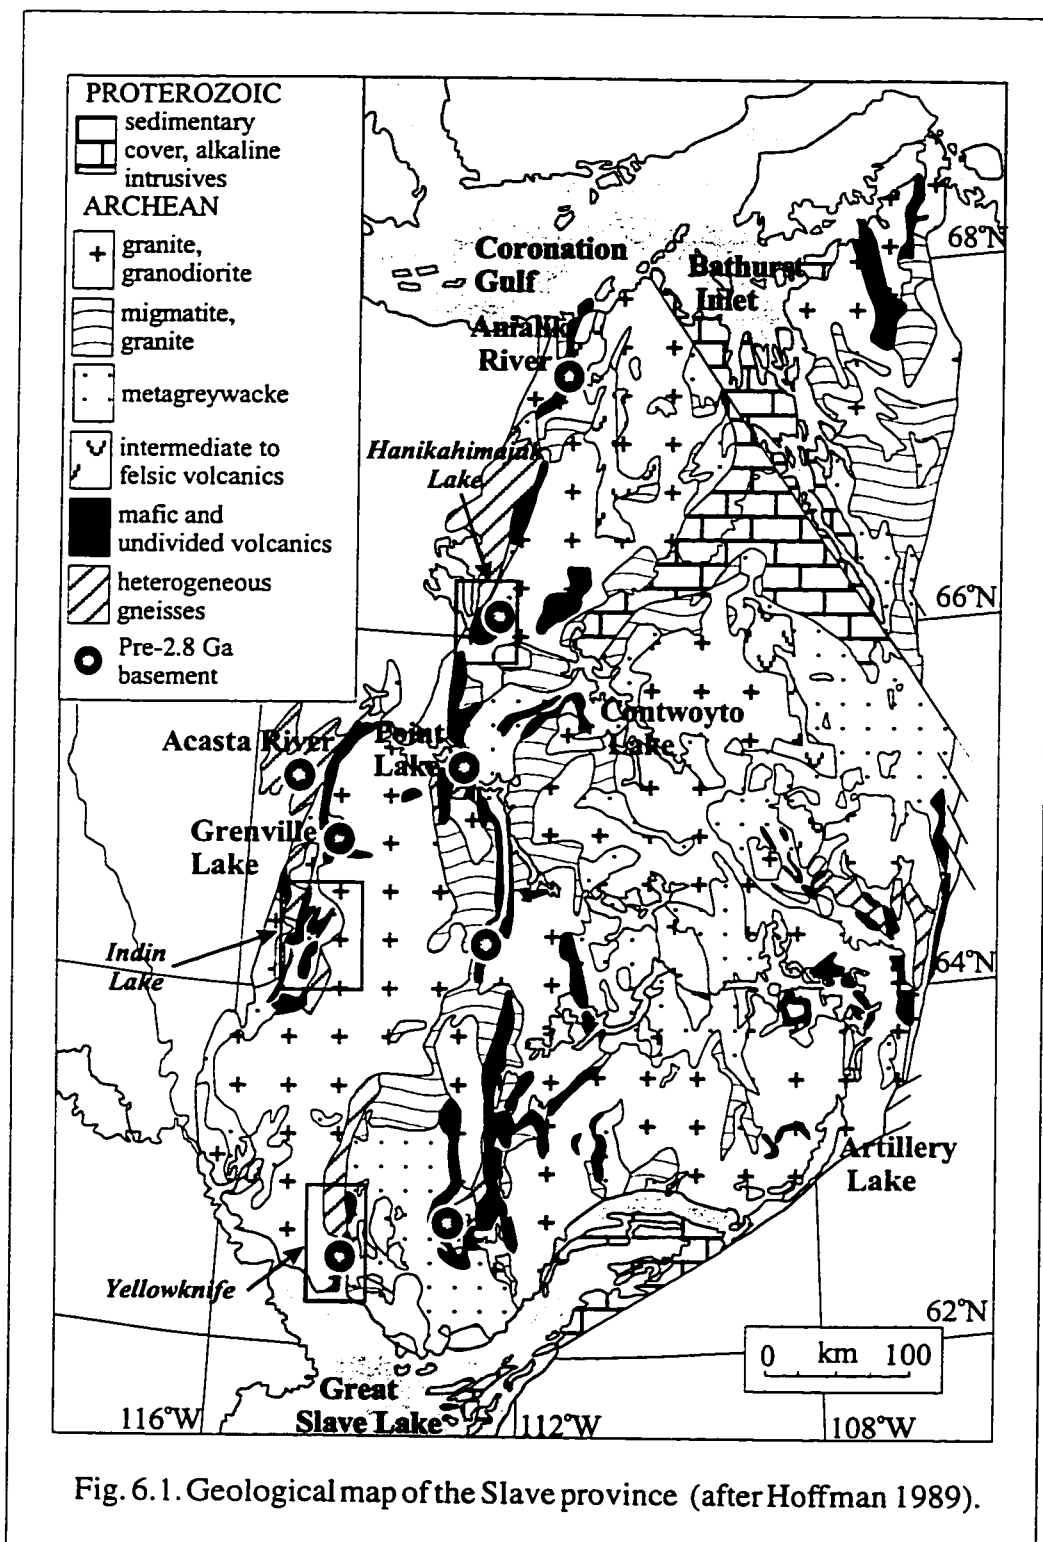 PROTEROZOIC
sedimentary
cover, alkaline
intrusives
ARCHEAN
granite,
granodiorite
migmatite,
granite
metagreywacke
intermediate to
felsic volcanics
mafic and
undivided volcanics
heterogeneous
gneisses
Pre-2.8 Ga
basement
Coronation
Gulf
Bathurst
Inlet
68°N
Anialik
River
Hanikahimajuk
Lake
66°N
Contwoyto
Lake
Point
Lake
Acasta River
Grenville
Lake
Indin
Lake
64°N
Artillery
Lake
Yellowknife
62°N
0 km 100
Great
Slave Lake
116°W
112°W
108°W
Fig. 6.1. Geological map of the Slave province (after Hoffman 1989).